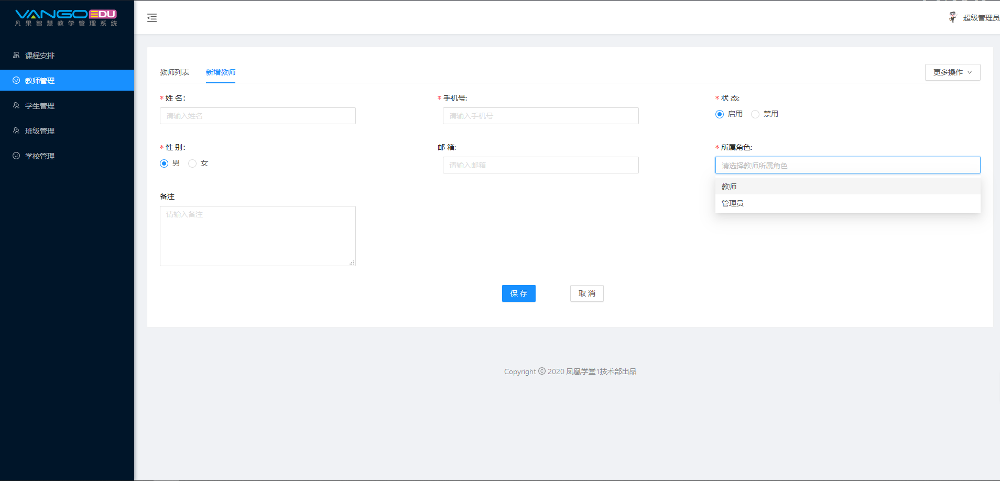 VANGOEDU
凡果智慧教学管理系统
超级管理员
课程安排
教师管理
学生管理
班级管理
学校管理
教师列表
新增教师
更多操作
* 姓 名:
* 手机号:
* 状 态:
请输入姓名
请输入手机号
启用
禁用
* 性 别:
邮 箱:
* 所属角色:
男
女
请输入邮箱
请选择教师所属角色
教师
管理员
备注
请输入备注
保 存
取 消
Copyright © 2020 凤凰学堂1技术部出品